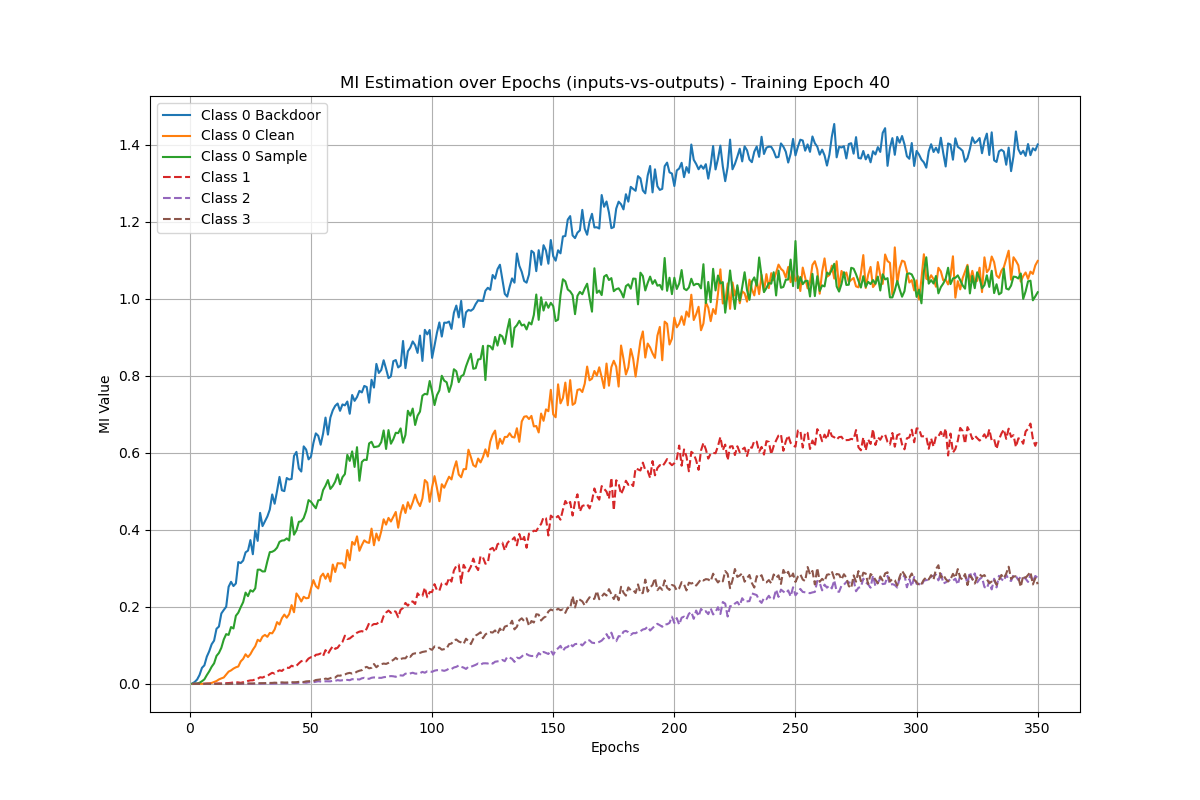 MI Estimation over Epochs (inputs-vs-outputs) - Training Epoch 40
Class 0 Backdoor
Class 0 Clean
Class 0 Sample
Class 1
Class 2
Class 3
MI Value
1.4
1.2
1.0
0.8
0.6
0.4
0.2
0.0
0 50 100 150 200 250 300 350
Epochs